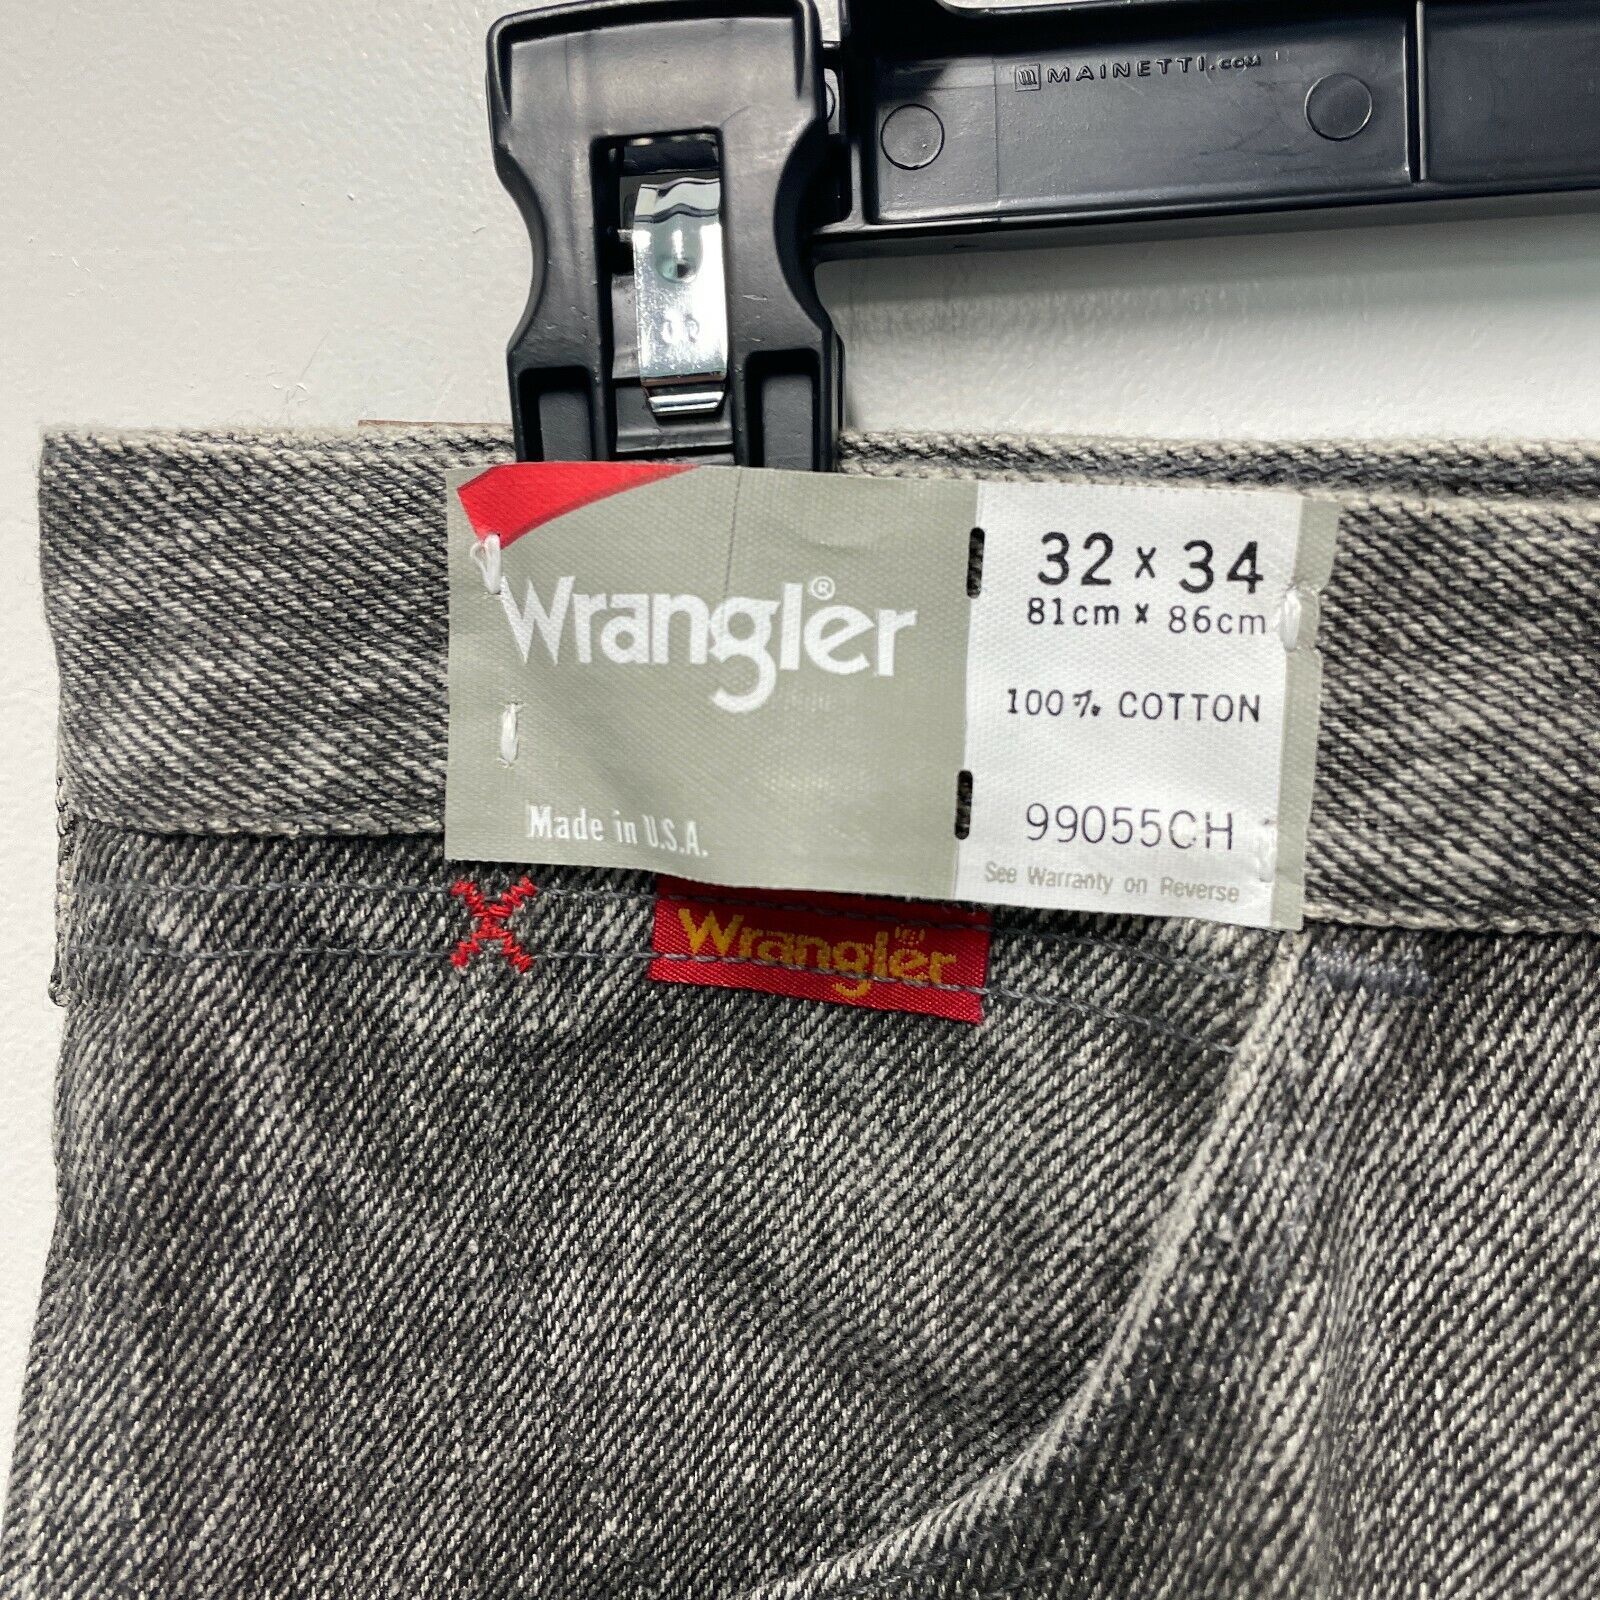 MAINETTI.COM
Wrangler®
Made in U.S.A.
32 x 34
81cm x 86cm
100% COTTON
99055CH
See Warranty on Reverse
Wrangler®